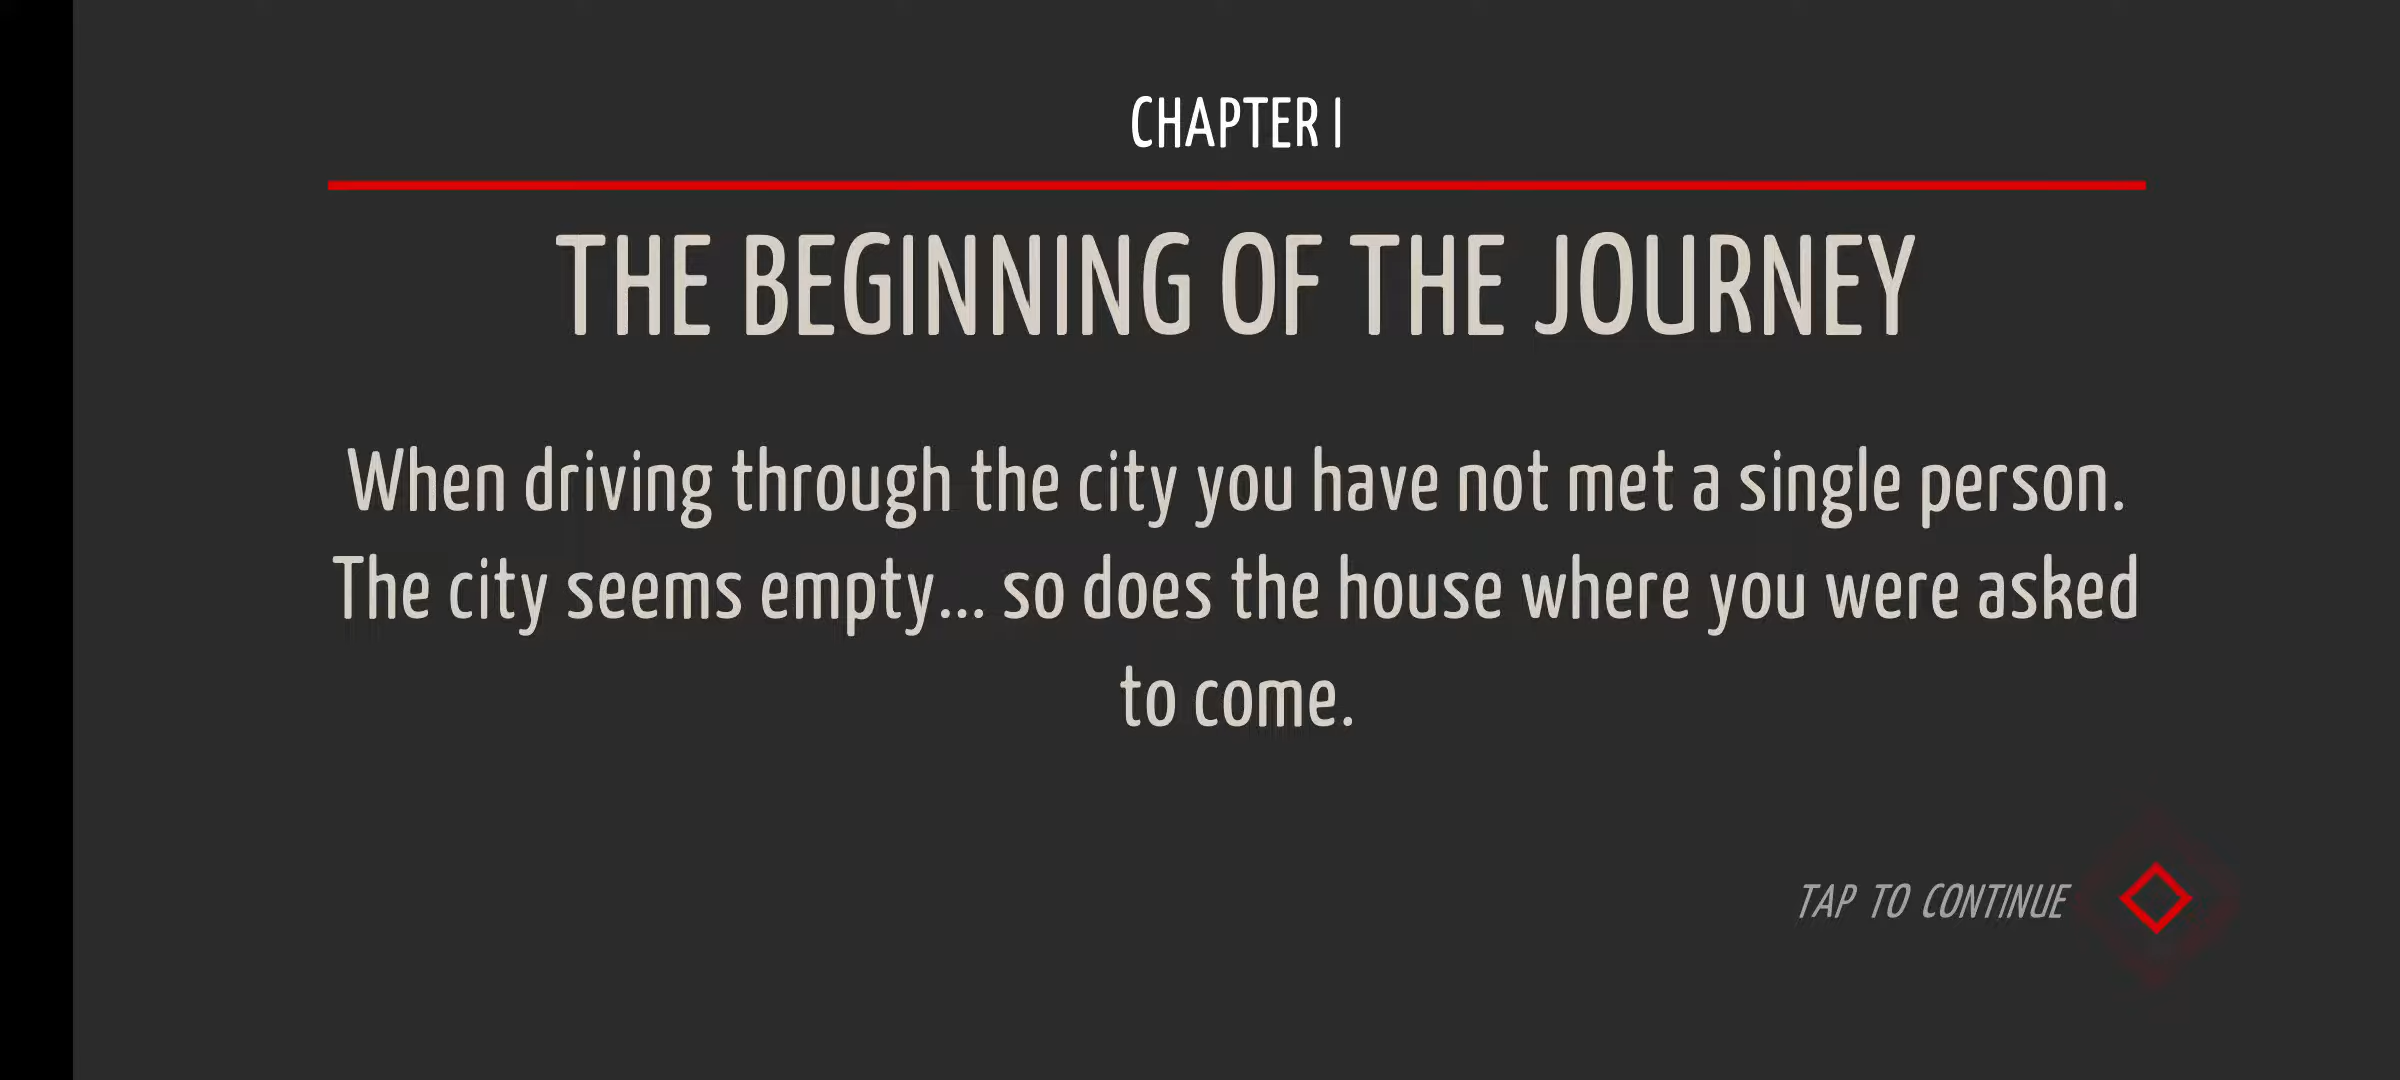 CHAPTER I
THE BEGINNING OF THE JOURNEY
When driving through the city you have not met a single person.
The city seems empty... so does the house where you were asked
to come.
TAP TO CONTINUE